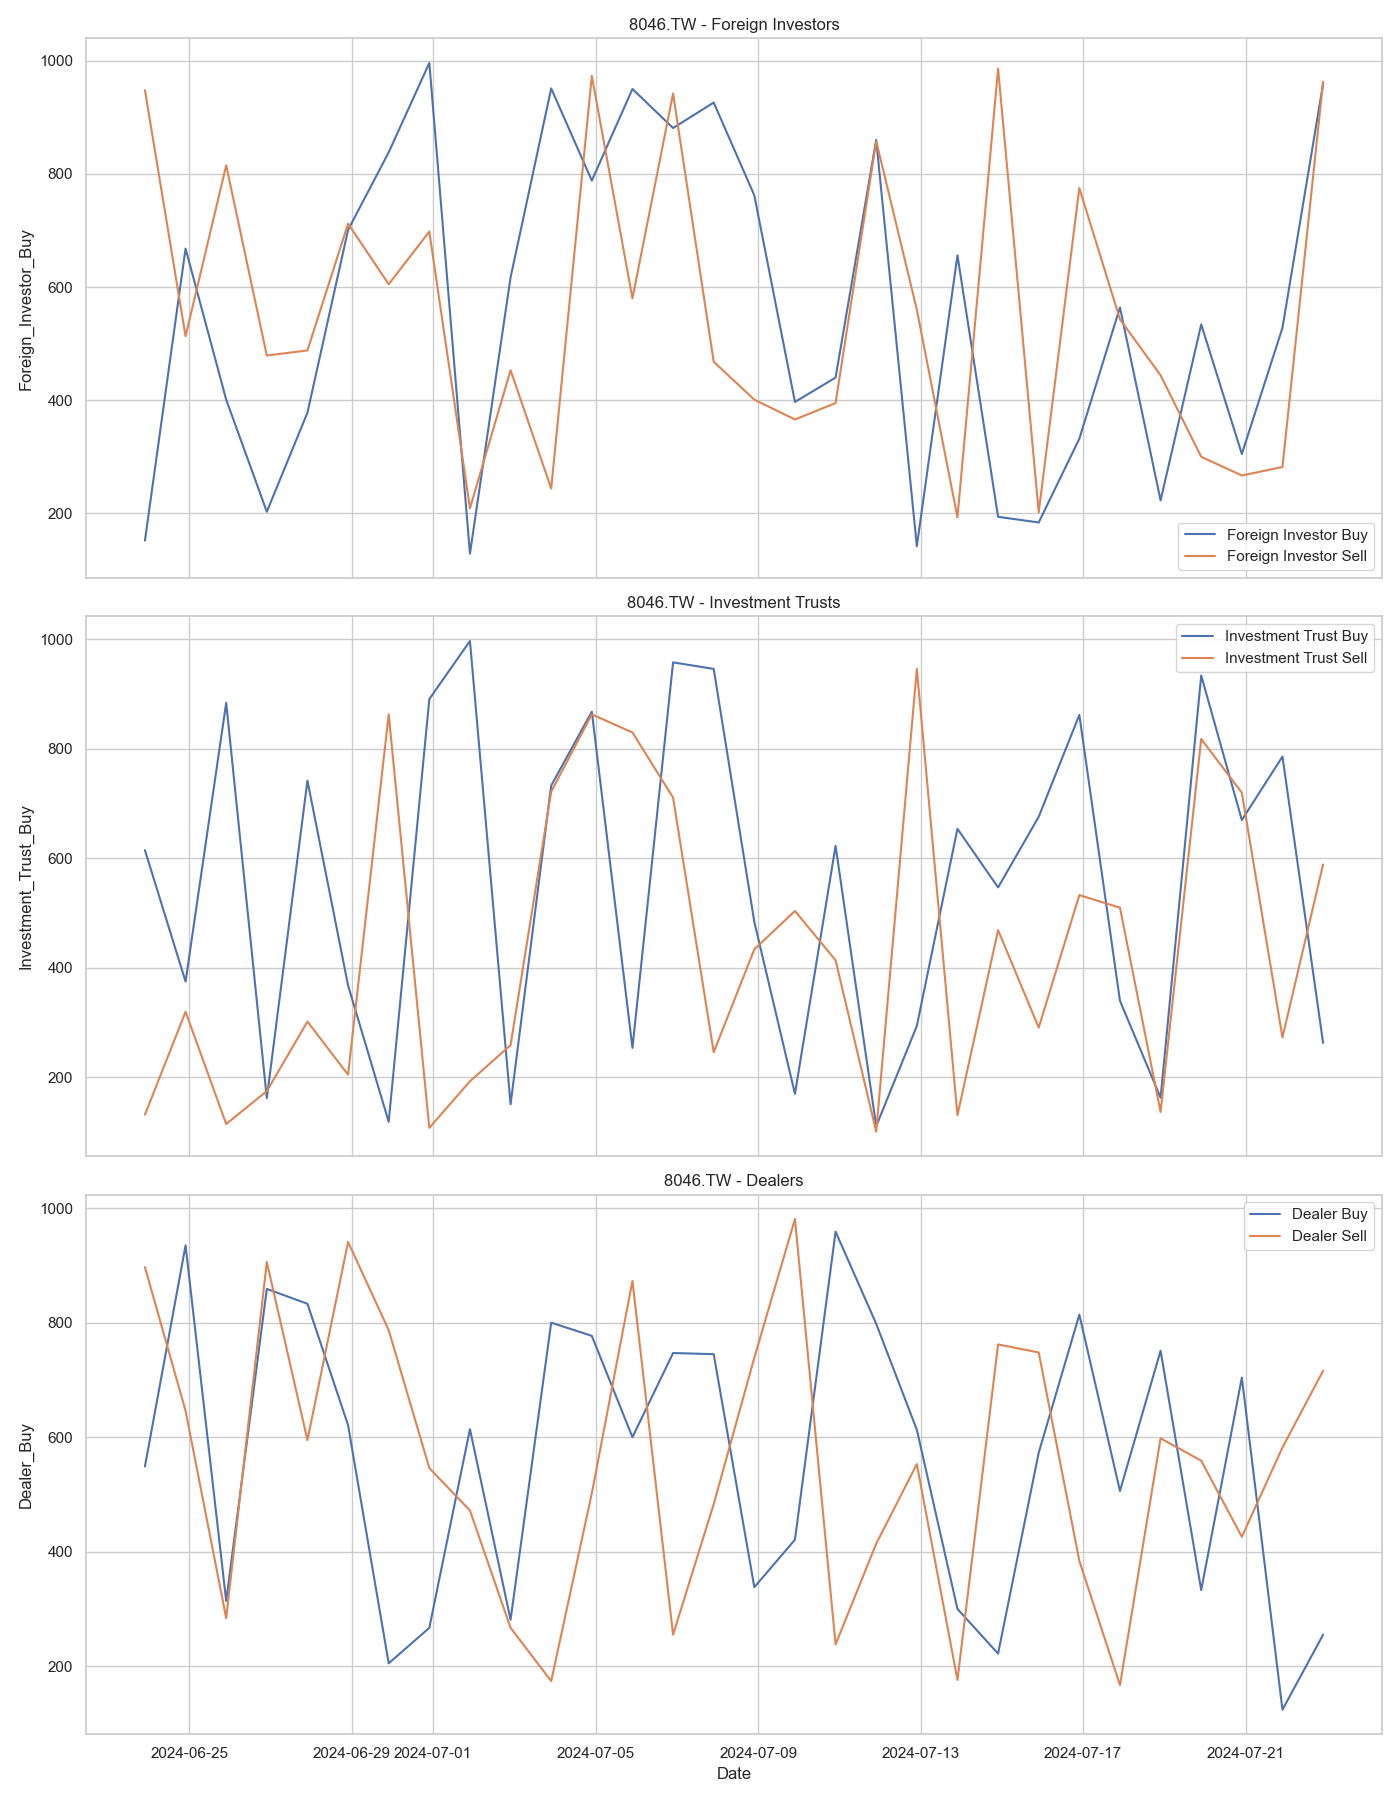 8046.TW - Foreign Investors
1000
800
600
400
200
Foreign_Investor_Buy
Foreign Investor Buy
Foreign Investor Sell
8046.TW - Investment Trusts
1000
800
600
400
200
Investment_Trust_Buy
Investment Trust Buy
Investment Trust Sell
8046.TW - Dealers
1000
800
600
400
200
Dealer_Buy
Dealer Buy
Dealer Sell
2024-06-25 2024-06-29 2024-07-01 2024-07-05 2024-07-09 2024-07-13 2024-07-17 2024-07-21
Date